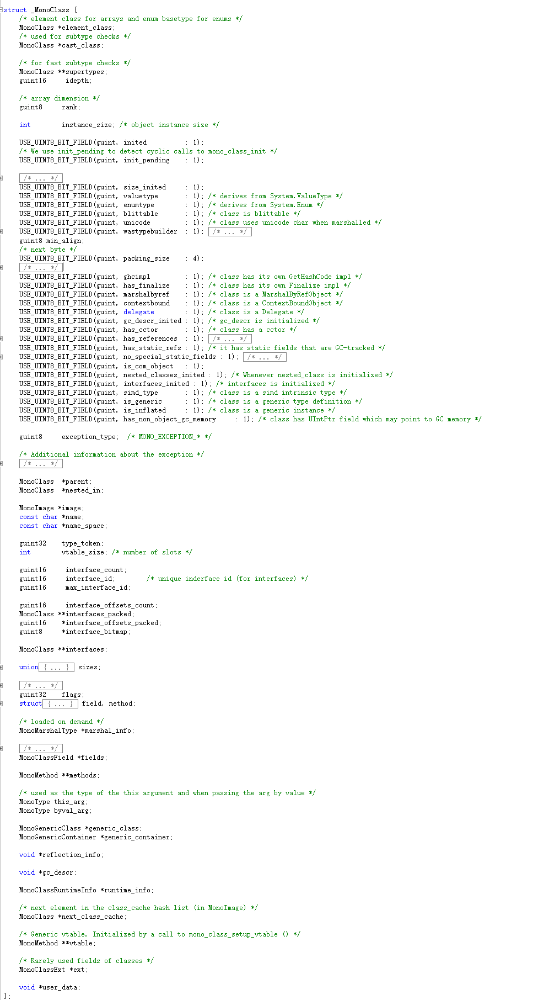 struct _MonoClass {
/* element class for arrays and enum basetype for enums */
MonoClass *element_class;
/* used for subtype checks */
MonoClass *cast_class;
/* for fast subtype checks */
MonoClass **supertypes;
guint16     idepth;
/* array dimension */
guint8     rank;
int        instance_size; /* object instance size */
USE_UINT8_BIT_FIELD(guint, inited          : 1);
/* We use init_pending to detect cyclic calls to mono_class_init */
USE_UINT8_BIT_FIELD(guint, init_pending    : 1);
/* ... */
USE_UINT8_BIT_FIELD(guint, size_inited     : 1);
USE_UINT8_BIT_FIELD(guint, valuetype       : 1); /* derives from System.ValueType */
USE_UINT8_BIT_FIELD(guint, enumtype        : 1); /* derives from System.Enum */
USE_UINT8_BIT_FIELD(guint, blittable       : 1); /* class is blittable */
USE_UINT8_BIT_FIELD(guint, unicode         : 1); /* class uses unicode char when marshalled */
USE_UINT8_BIT_FIELD(guint, wastypebuilder  : 1); /* ... */
guint8 min_align;
/* next byte */
USE_UINT8_BIT_FIELD(guint, packing_size    : 4);
/* ... */
USE_UINT8_BIT_FIELD(guint, ghcimpl         : 1); /* class has its own GetHashCode impl */
USE_UINT8_BIT_FIELD(guint, has_finalize    : 1); /* class has its own Finalize impl */
USE_UINT8_BIT_FIELD(guint, marshalbyref    : 1); /* class is a MarshalByRefObject */
USE_UINT8_BIT_FIELD(guint, contextbound    : 1); /* class is a ContextBoundObject */
USE_UINT8_BIT_FIELD(guint, delegate        : 1); /* class is a Delegate */
USE_UINT8_BIT_FIELD(guint, gc_descr_inited : 1); /* gc_descr is initialized */
USE_UINT8_BIT_FIELD(guint, has_cctor       : 1); /* class has a cctor */
USE_UINT8_BIT_FIELD(guint, has_references  : 1); /* ... */
USE_UINT8_BIT_FIELD(guint, has_static_refs : 1); /* it has static fields that are GC-tracked */
USE_UINT8_BIT_FIELD(guint, no_special_static_fields : 1); /* ... */
USE_UINT8_BIT_FIELD(guint, is_com_object   : 1);
USE_UINT8_BIT_FIELD(guint, nested_classes_inited : 1); /* Whenever nested_class is initialized */
USE_UINT8_BIT_FIELD(guint, interfaces_inited : 1); /* interfaces is initialized */
USE_UINT8_BIT_FIELD(guint, simd_type       : 1); /* class is a simd intrinsic type */
USE_UINT8_BIT_FIELD(guint, is_generic      : 1); /* class is a generic type definition */
USE_UINT8_BIT_FIELD(guint, is_inflated     : 1); /* class is a generic instance */
USE_UINT8_BIT_FIELD(guint, has_non_object_gc_memory     : 1); /* class has UIntPtr field which may point to GC memory */
guint8     exception_type;  /* MONO_EXCEPTION_* */
/* Additional information about the exception */
/* ... */
MonoClass  *parent;
MonoClass  *nested_in;
MonoImage *image;
const char *name;
const char *name_space;
guint32    type_token;
int        vtable_size; /* number of slots */
guint16     interface_count;
guint16     interface_id;        /* unique inderface id (for interfaces) */
guint16     max_interface_id;
guint16     interface_offsets_count;
MonoClass **interfaces_packed;
guint16    *interface_offsets_packed;
guint8     *interface_bitmap;
MonoClass **interfaces;
union{ ... } sizes;
/* ... */
guint32    flags;
struct{ ... } field, method;
/* loaded on demand */
MonoMarshalType *marshal_info;
/* ... */
MonoClassField *fields;
MonoMethod **methods;
/* used as the type of the this argument and when passing the arg by value */
MonoType this_arg;
MonoType byval_arg;
MonoGenericClass *generic_class;
MonoGenericContainer *generic_container;
void *reflection_info;
void *gc_descr;
MonoClassRuntimeInfo *runtime_info;
/* next element in the class_cache hash list (in MonoImage) */
MonoClass *next_class_cache;
/* Generic vtable. Initialized by a call to mono_class_setup_vtable () */
MonoMethod **vtable;
/* Rarely used fields of classes */
MonoClassExt *ext;
void *user_data;
};